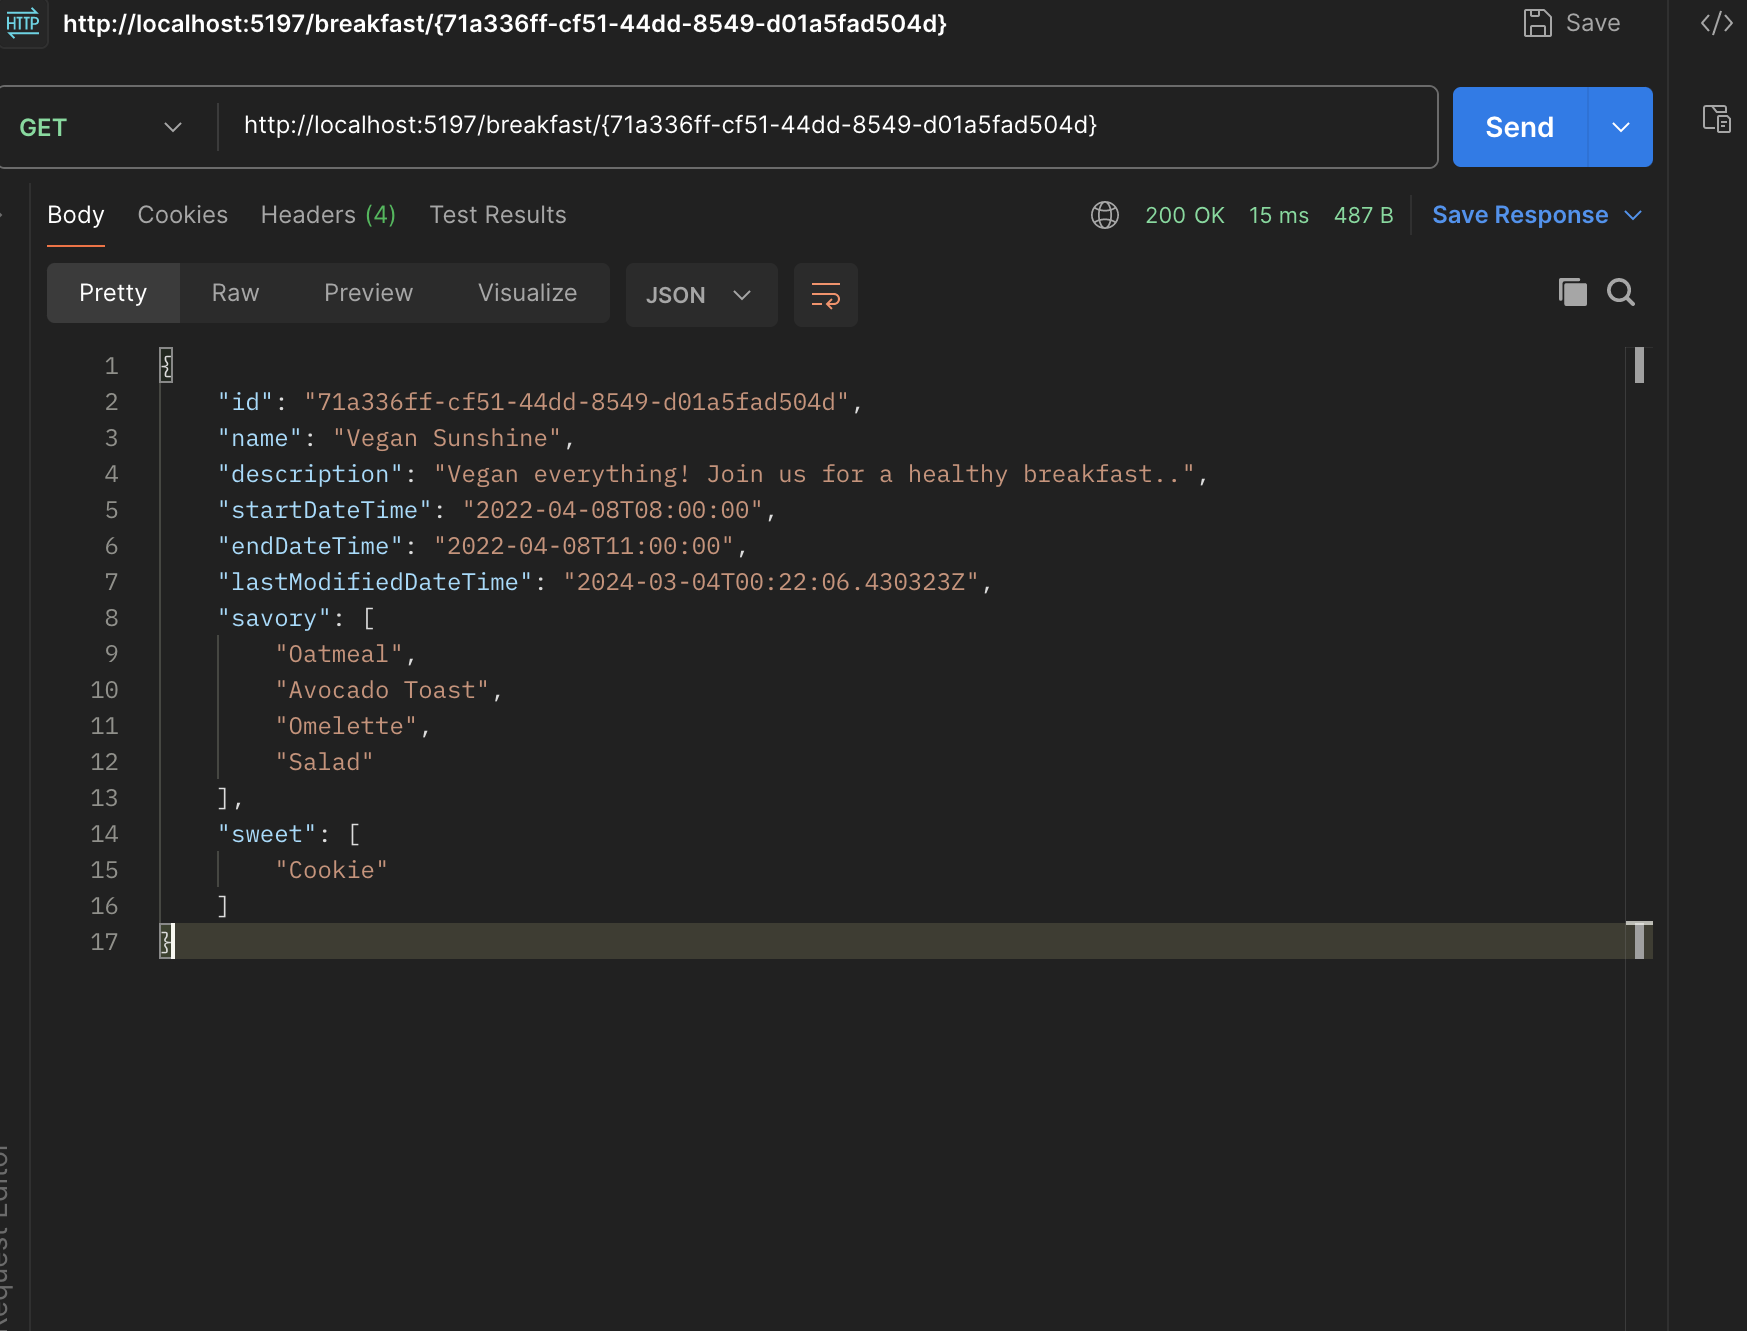 HTTP http://localhost:5197/breakfast/{71a336ff-cf51-44dd-8549-d01a5fad504d} Save </>
GET http://localhost:5197/breakfast/{71a336ff-cf51-44dd-8549-d01a5fad504d} Send
Body Cookies Headers (4) Test Results 200 OK 15 ms 487 B Save Response
Pretty Raw Preview Visualize JSON
1 {
2 "id": "71a336ff-cf51-44dd-8549-d01a5fad504d",
3 "name": "Vegan Sunshine",
4 "description": "Vegan everything! Join us for a healthy breakfast..",
5 "startDateTime": "2022-04-08T08:00:00",
6 "endDateTime": "2022-04-08T11:00:00",
7 "lastModifiedDateTime": "2024-03-04T00:22:06.430323Z",
8 "savory": [
9 "Oatmeal",
10 "Avocado Toast",
11 "Omelette",
12 "Salad"
13 ],
14 "sweet": [
15 "Cookie"
16 ]
17 }
Request Editor